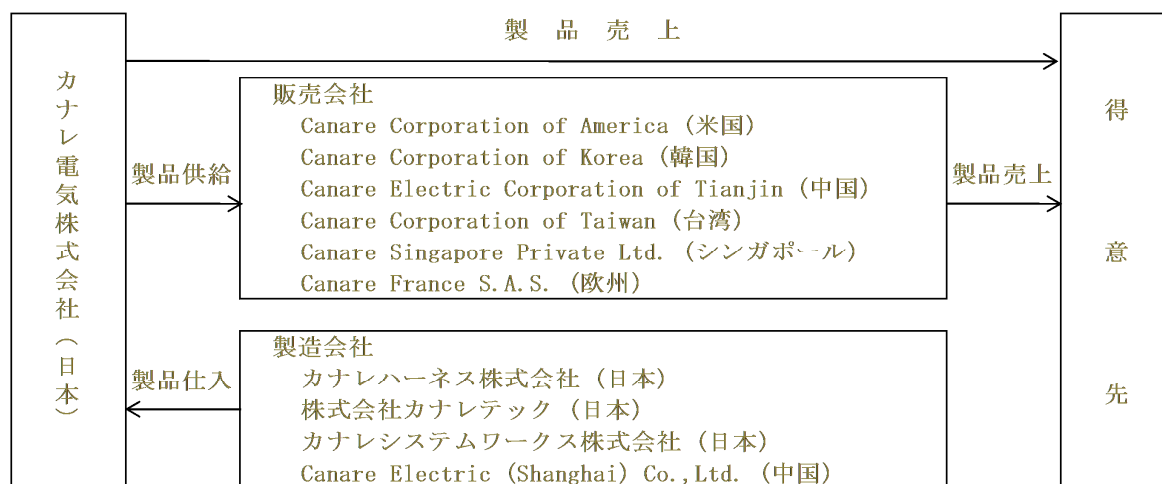 製品売上
カナレ電気株式会社(日本)
販売会社
Canare Corporation of America (米国)
Canare Corporation of Korea (韓国)
Canare Electric Corporation of Tianjin (中国)
Canare Corporation of Taiwan (台湾)
Canare Singapore Private Ltd. (シンガポール)
Canare France S.A.S. (欧州)
製品供給
製品売上
得意先
製造会社
カナレハーネス株式会社 (日本)
株式会社カナレテック (日本)
カナレシステムワークス株式会社 (日本)
Canare Electric (Shanghai) Co.,Ltd. (中国)
製品仕入